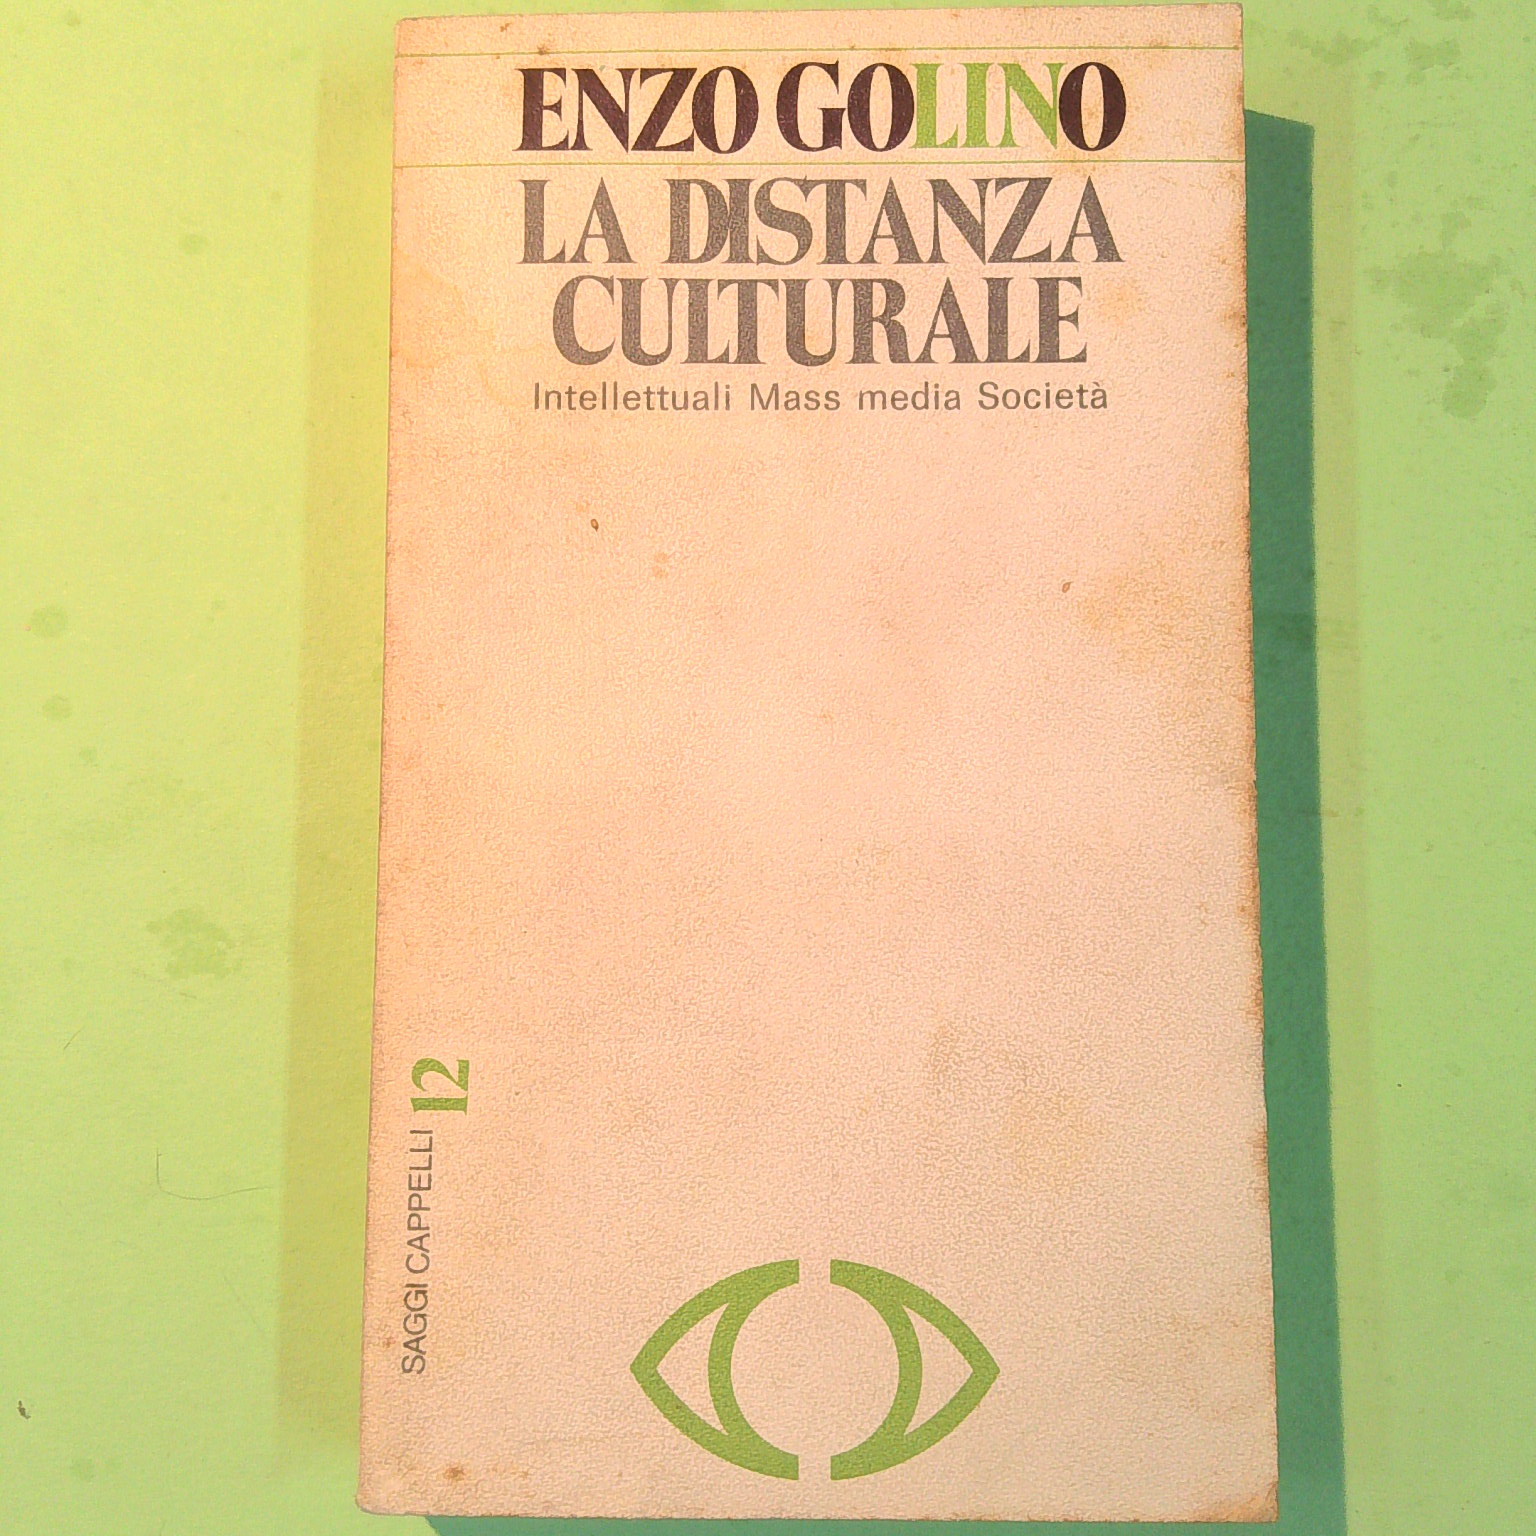 ENZO GOLINO
LA DISTANZA
CULTURALE
Intellettuali Mass media Società
SAGGI CAPPELLI 12